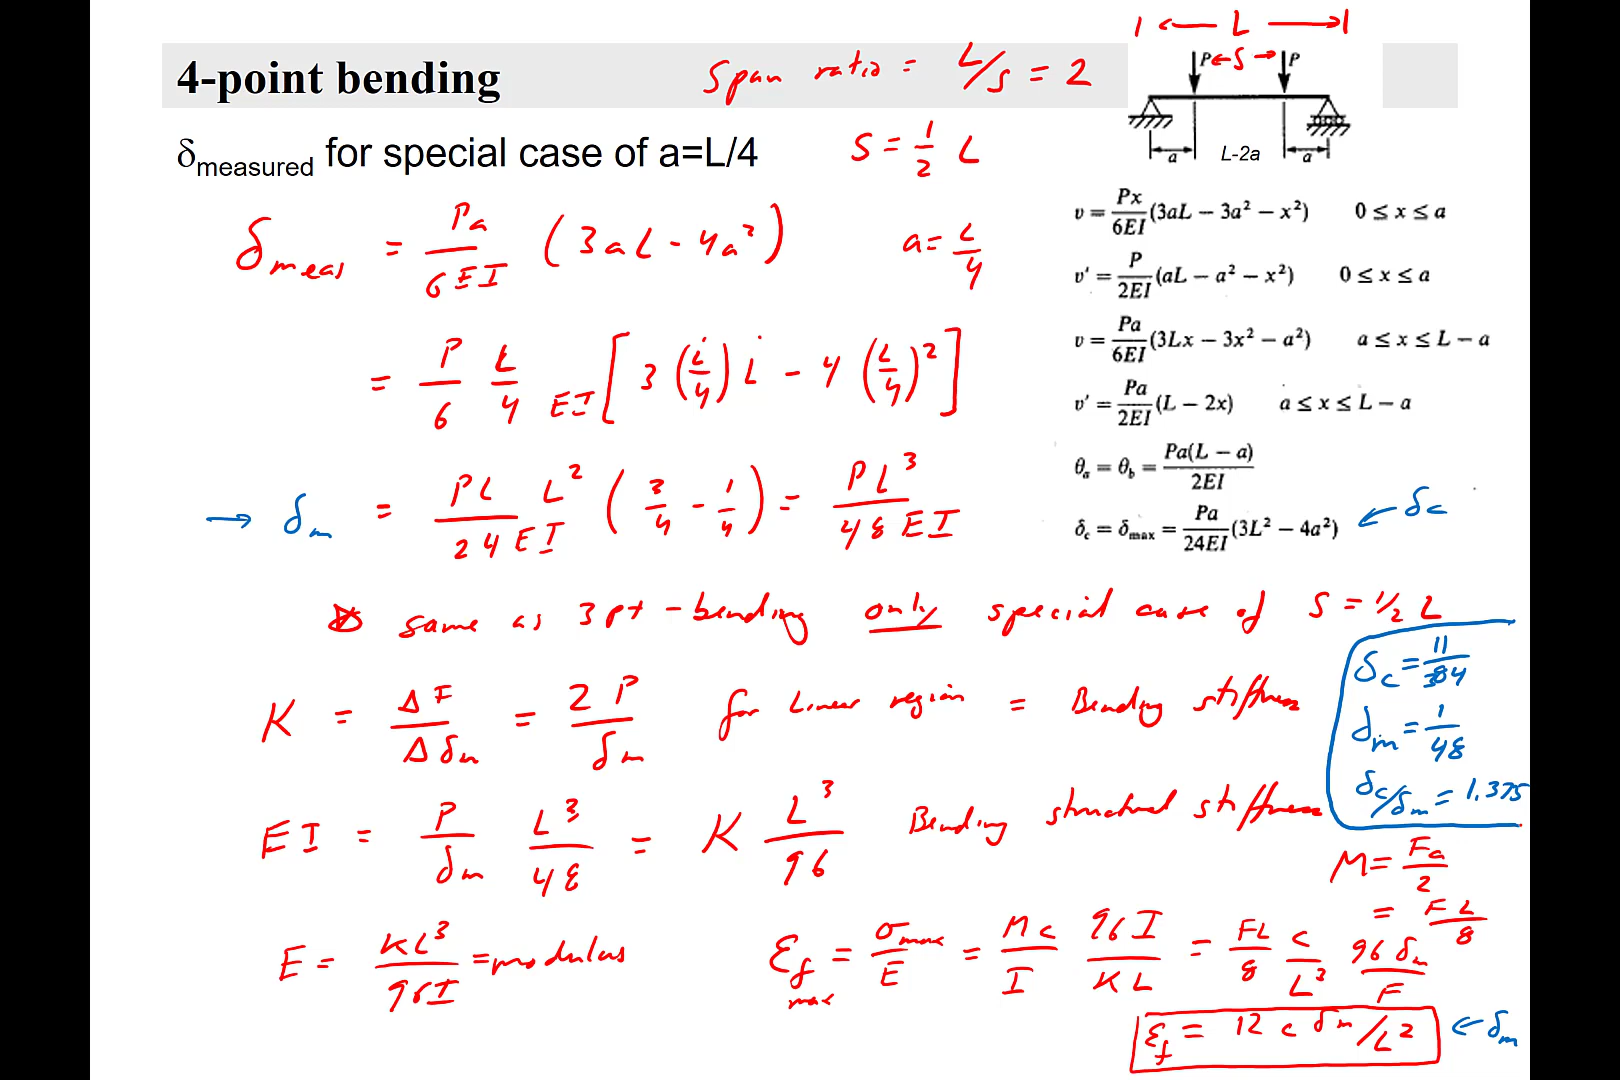 |← L →|
4-point bending
Span ratio = L/S = 2
P ← S → P
δmeasured for special case of a=L/4
S = 1/2 L
a L-2a a
δmeas = Pa/6EI (3aL - 4a²)
a = L/4
= P/6 L/4 EI [3 (L/4) L - 4 (L/4)²]
→ δm = PL/24EI L² (3/4 - 1/4) = PL³/48EI
v = Px/6EI (3aL − 3a² − x²) 0 ≤ x ≤ a
v' = P/2EI (aL − a² − x²) 0 ≤ x ≤ a
v = Pa/6EI (3Lx − 3x² − a²) a ≤ x ≤ L − a
v' = Pa/2EI (L − 2x) a ≤ x ≤ L − a
θa = θb = Pa(L − a)/2EI
δc = δmax = Pa/24EI (3L² − 4a²) ← δc
same as 3pt-bending only special case of S = 1/2 L
K = ΔF/Δδm = 2P/δm for Linear region = Bending stiffness
EI = P/δm L³/48 = K L³/96 Bending structural stiffness
E = KL³/96I = modulus
δc = 11/384
δm = 1/48
δc/δm = 1.375
M = Fa/2
= FL/8
εf max = σmax/E = Mc/I 96I/KL = FL/8 c/L³ 96 δm/F
εf = 12 c δm/L² ← δm